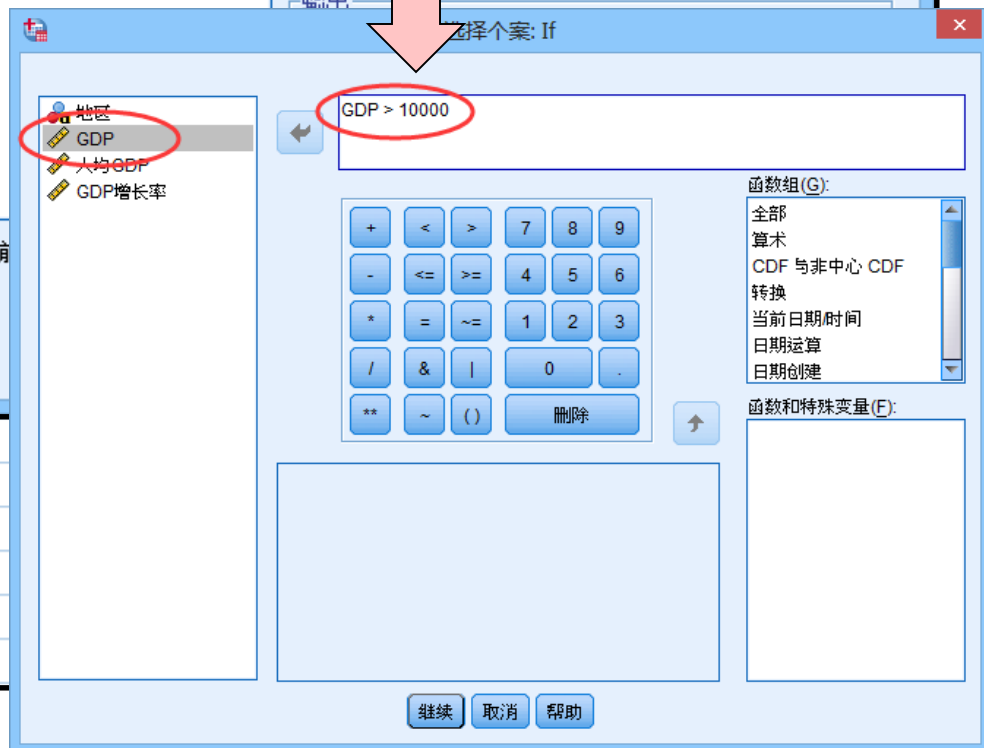 选择个案: If
地区
GDP
人均GDP
GDP增长率
GDP > 10000
函数组(G):
全部
算术
CDF 与非中心 CDF
转换
当前日期/时间
日期运算
日期创建
+ < > 7 8 9
- <= >= 4 5 6
* = ~= 1 2 3
/ & | 0 .
** ~ ( ) 删除
函数和特殊变量(F):
继续 取消 帮助